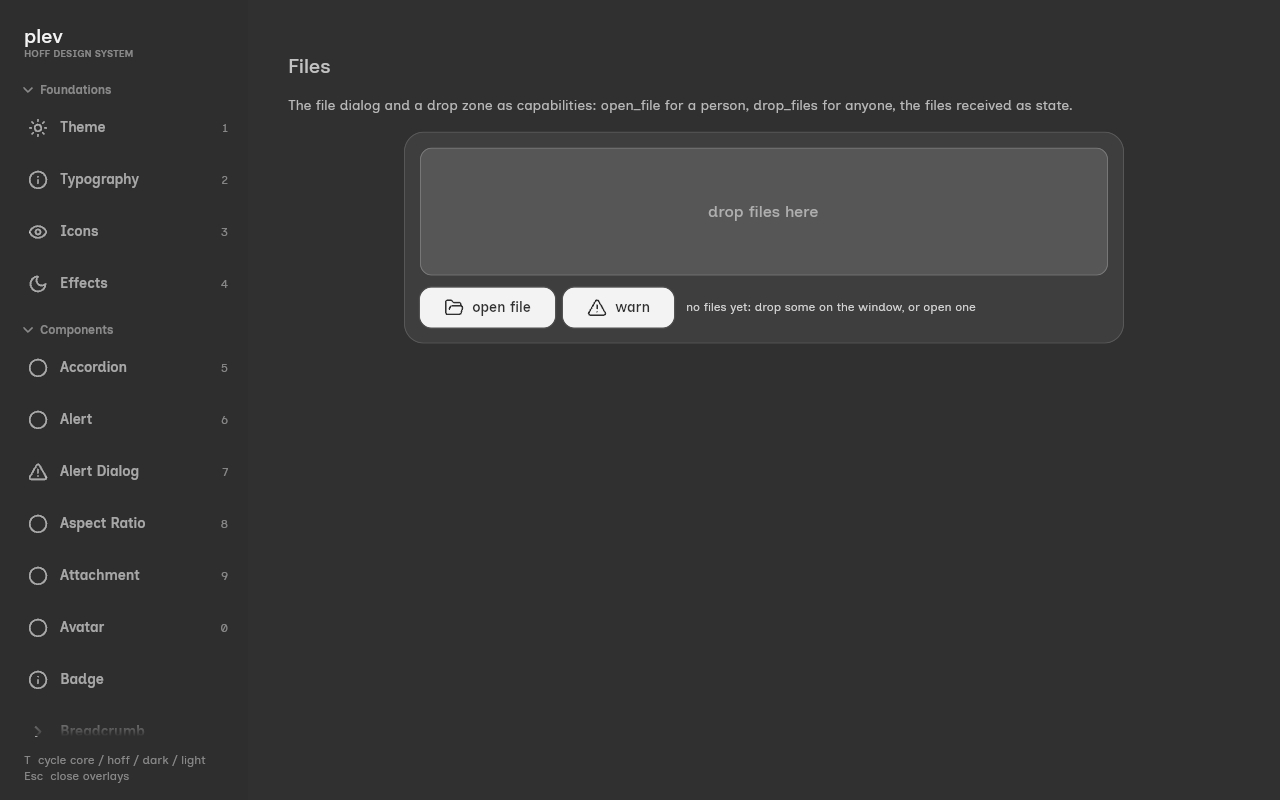 plev
HOFF DESIGN SYSTEM
Foundations
Theme 1
Typography 2
Icons 3
Effects 4
Components
Accordion 5
Alert 6
Alert Dialog 7
Aspect Ratio 8
Attachment 9
Avatar 0
Badge
Breadcrumb
T cycle core / hoff / dark / light
Esc close overlays
Files
The file dialog and a drop zone as capabilities: open_file for a person, drop_files for anyone, the files received as state.
drop files here
open file
warn
no files yet: drop some on the window, or open one